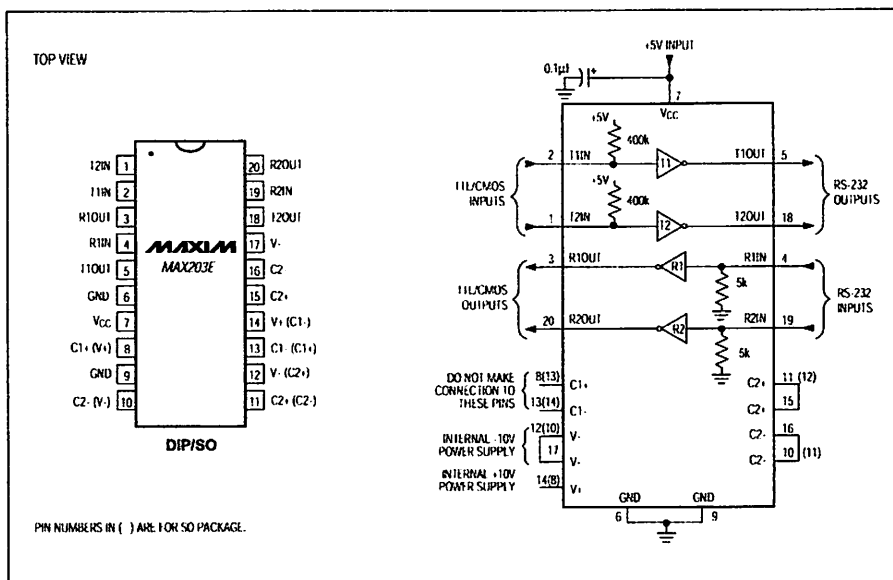 TOP VIEW
T2IN 1
T1IN 2
R1OUT 3
R1IN 4
T1OUT 5
GND 6
VCC 7
C1+ (V+) 8
GND 9
C2- (V-) 10
20 R2OUT
19 R2IN
18 T2OUT
17 V-
16 C2
15 C2+
14 V+ (C1-)
13 C1- (C1+)
12 V- (C2+)
11 C2+ (C2-)
MAXIM
MAX203E
DIP/SO
PIN NUMBERS IN ( ) ARE FOR SO PACKAGE.
+5V INPUT
0.1µf +
7
VCC
+5V
400k
2 T1IN T1 T1OUT 5
+5V
400k
1 T2IN T2 T2OUT 18
TTL/CMOS
INPUTS
RS-232
OUTPUTS
3 R1OUT R1 R1IN 4
5k
20 R2OUT R2 R2IN 19
5k
TTL/CMOS
OUTPUTS
RS-232
INPUTS
DO NOT MAKE
CONNECTION TO
THESE PINS
8(13) C1+
13(14) C1-
INTERNAL -10V
POWER SUPPLY
12(10) V-
17 V-
INTERNAL +10V
POWER SUPPLY
14(8) V+
C2+ 11 (12)
C2+ 15
C2- 16
C2- 10 (11)
GND GND
6 9